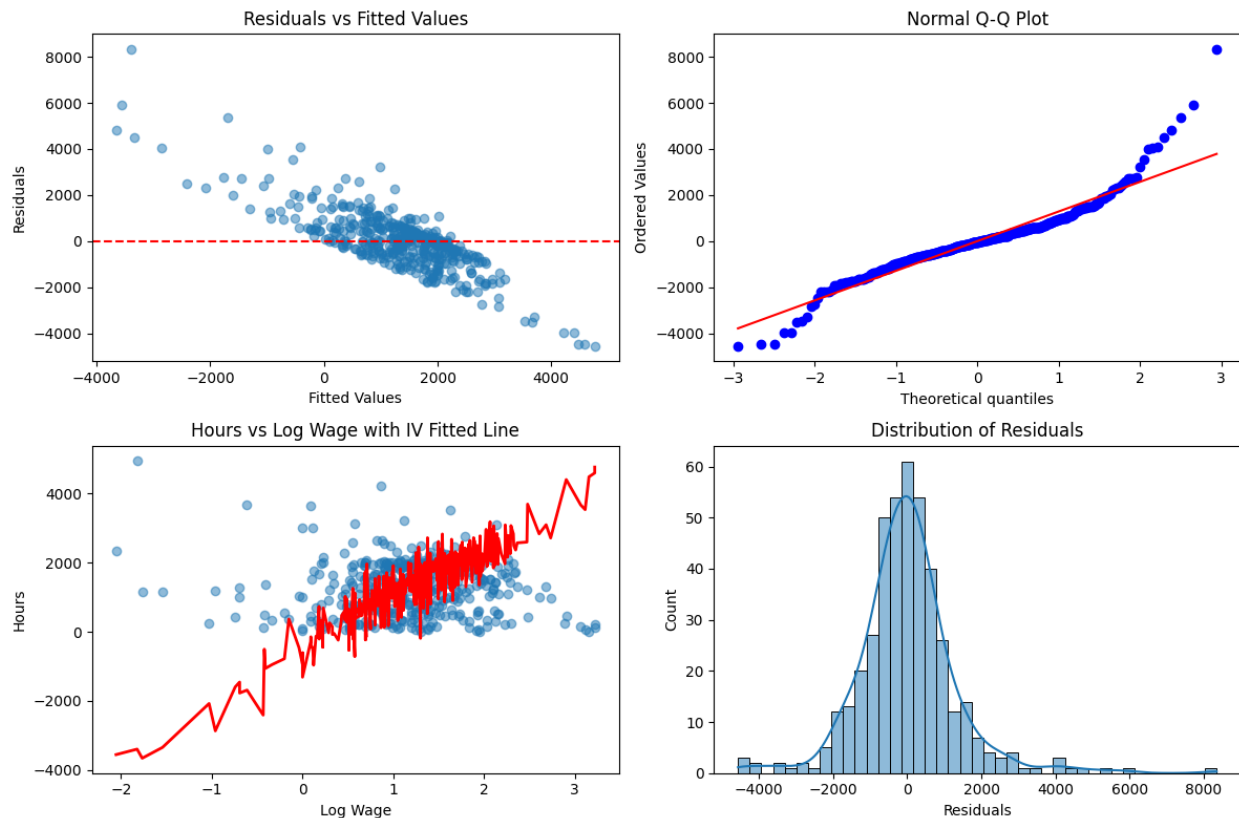 Residuals vs Fitted Values
8000
6000
4000
2000
0
−2000
−4000
Residuals
−4000 −2000 0 2000 4000
Fitted Values
Normal Q-Q Plot
8000
6000
4000
2000
0
−2000
−4000
Ordered Values
−3 −2 −1 0 1 2 3
Theoretical quantiles
Hours vs Log Wage with IV Fitted Line
4000
2000
0
−2000
−4000
Hours
−2 −1 0 1 2 3
Log Wage
Distribution of Residuals
60
50
40
30
20
10
0
Count
−4000 −2000 0 2000 4000 6000 8000
Residuals